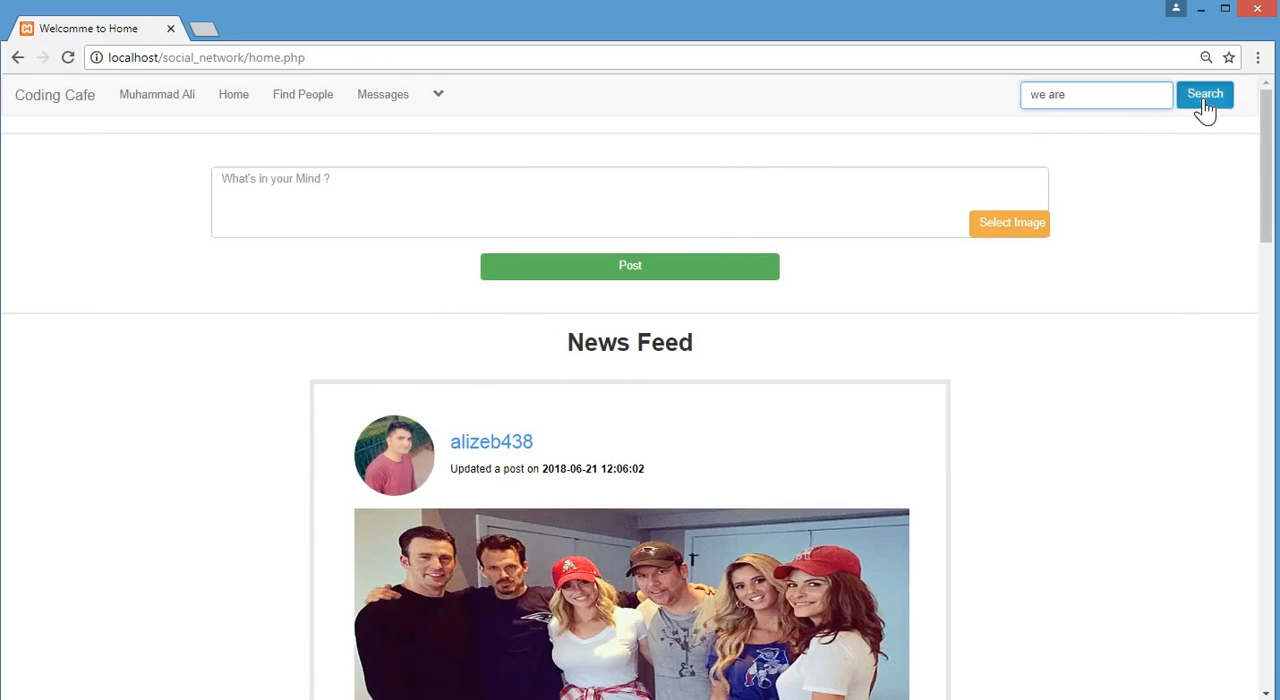 Welcomme to Home
localhost/social_network/home.php
Coding Cafe Muhammad Ali Home Find People Messages we are Search
What's in your Mind ?
Select Image
Post
News Feed
alizeb438
Updated a post on 2018-06-21 12:06:02